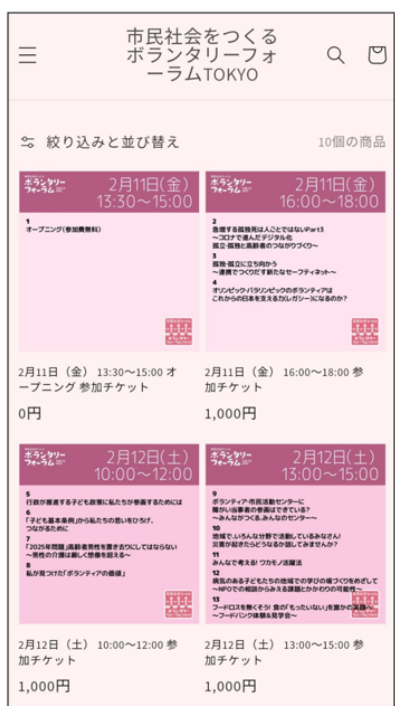 市民社会をつくる
ボランタリーフォ
ーラムTOKYO
絞り込みと並び替え
10個の商品
ボランタリー
フォーラム
2月11日(金)
13:30～15:00
1
オープニング(参加費無料)
2月11日（金） 13:30～15:00 オ
ープニング 参加チケット
0円
ボランタリー
フォーラム
2月11日(金)
16:00～18:00
2
急増する孤独死は人ごとではないPart3
～コロナで進んだデジタル化
孤立・孤独と高齢者のつながりづくり～
3
孤独・孤立に立ち向かう
～連携でつくりだす新たなセーフティネット～
4
オリンピック・パラリンピックのボランティアは
これからの日本を支える力(レガシー)になるのか?
2月11日（金） 16:00～18:00 参
加チケット
1,000円
ボランタリー
フォーラム
2月12日(土)
10:00～12:00
5
行政が推進する子ども政策に私たちが参画するためには
6
「子ども基本条例」から私たちの思いをひろげ、
つながるために
7
「2025年問題」高齢者男性を置き去りにしてはならない
～男性の介護は厳しく想像を超える～
8
私が見つけた「ボランティアの価値」
2月12日（土） 10:00～12:00 参
加チケット
1,000円
ボランタリー
フォーラム
2月12日(土)
13:00～15:00
9
ボランティア・市民活動センターに
障がい当事者の参画はできている?
～みんながつくる、みんなのセンター～
10
地域で、いろんな分野で活動しているみなさん!
災害が起きたらどうなるか話してみませんか?
11
みんなで考える! ワカモノ活躍法
12
病気のある子どもたちの地域での学びの場づくりをめざして
～NPOでの相談からみえる課題とかかわりの可能性～
13
フードロスを無くそう! 食の「もったいない」を誰かの笑顔へ
～フードバンク体験&見学会～
2月12日（土） 13:00～15:00 参
加チケット
1,000円